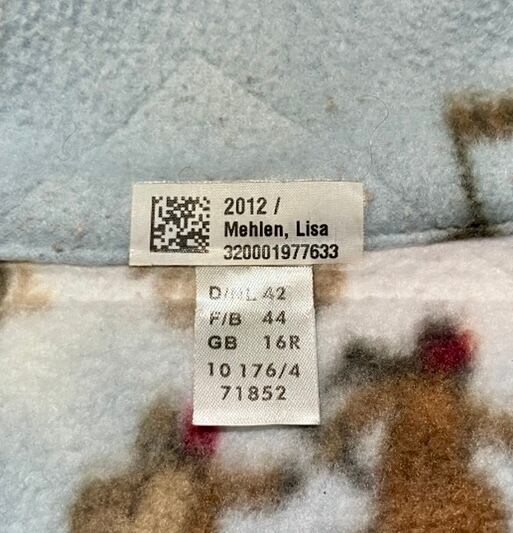 2012 /
Mehlen, Lisa
320001977633
D/NL 42
F/B 44
GB 16R
10 176/4
71852